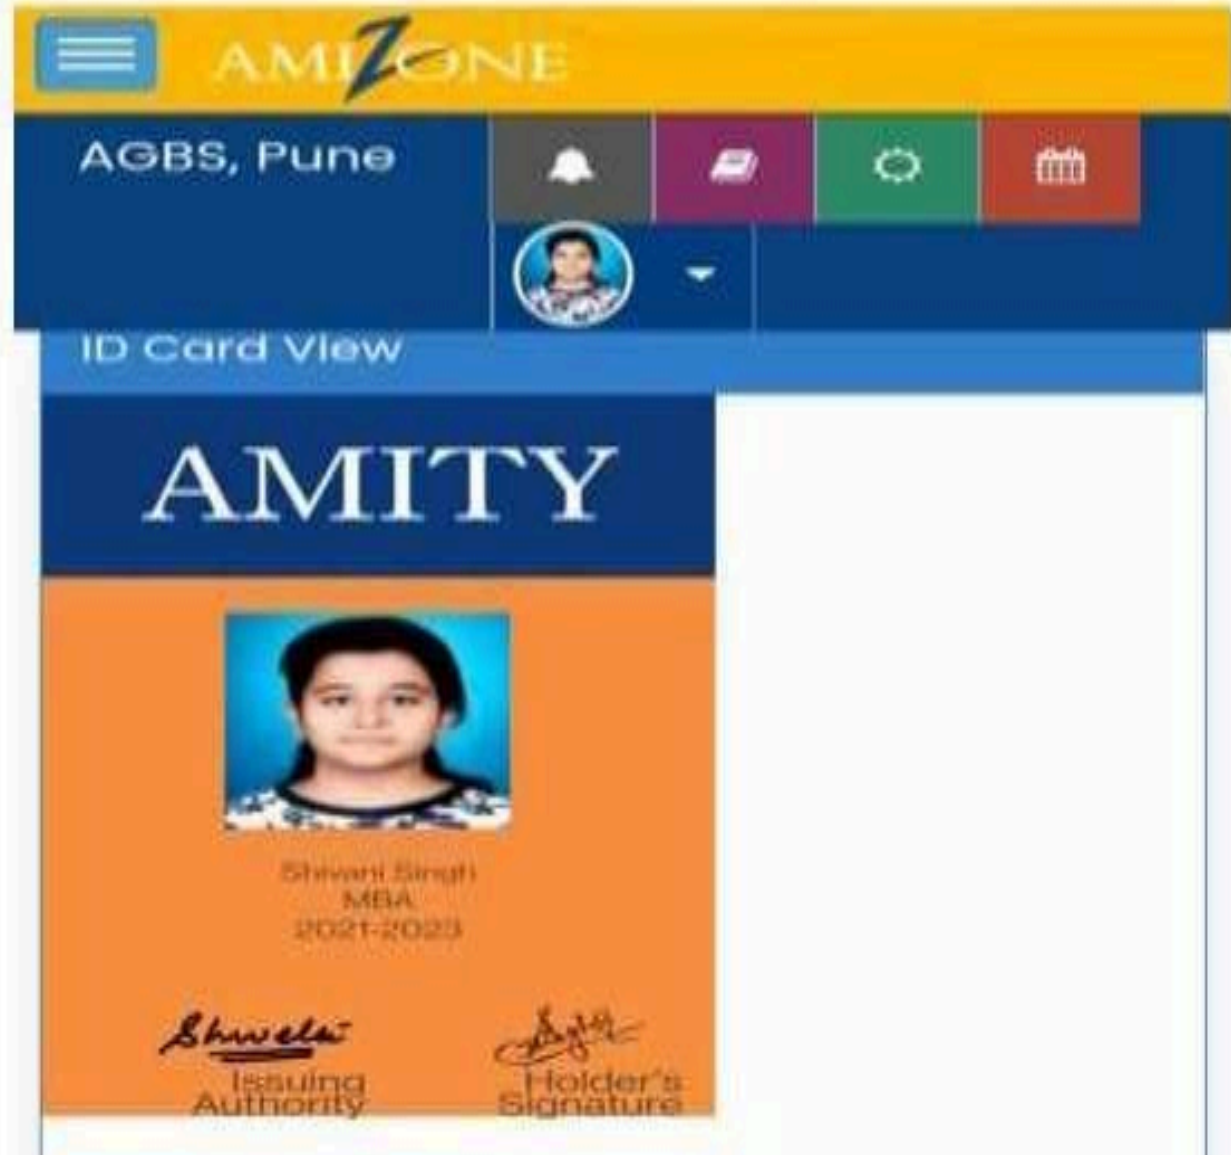 AMIZONE
AGBS, Pune
ID Card View
AMITY
Shivani Singh
MBA
2021-2023
Issuing
Authority
Holder's
Signature